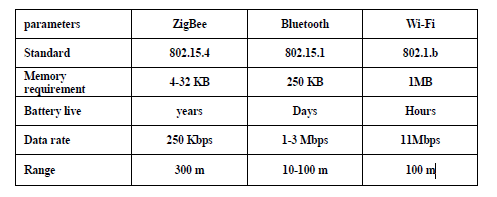 parameters ZigBee Bluetooth Wi-Fi
Standard 802.15.4 802.15.1 802.1.b
Memory
requirement 4-32 KB 250 KB 1MB
Battery live years Days Hours
Data rate 250 Kbps 1-3 Mbps 11Mbps
Range 300 m 10-100 m 100 m